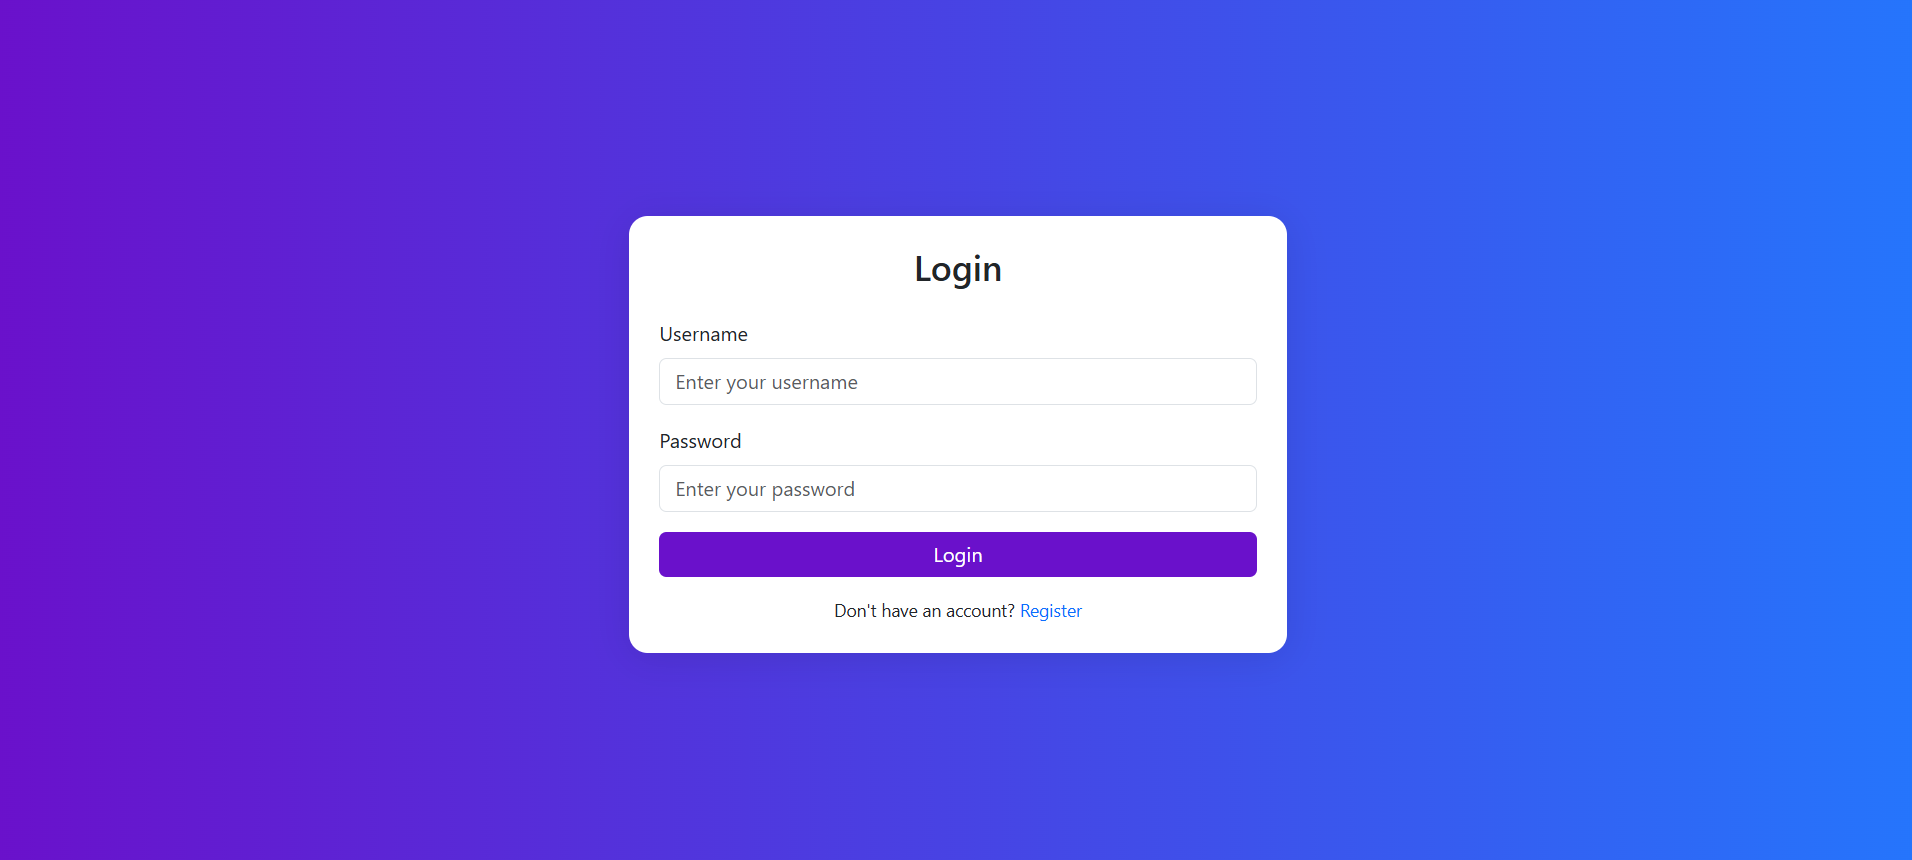 Login
Username
Enter your username
Password
Enter your password
Login
Don't have an account? Register